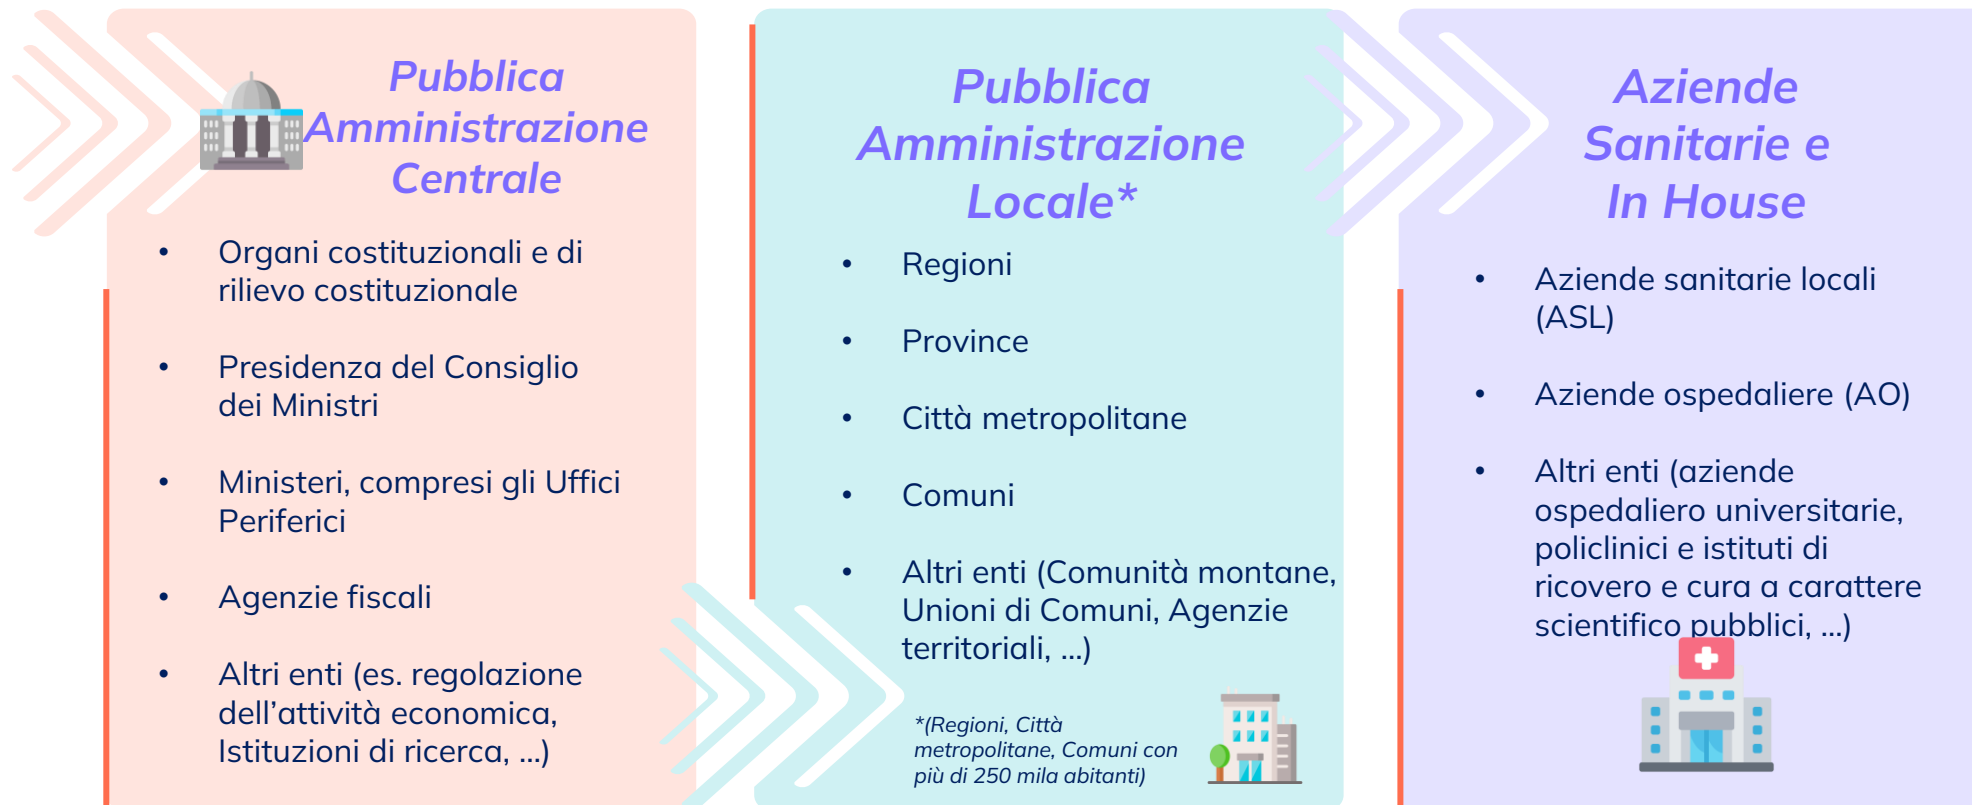 Pubblica
Amministrazione
Centrale
• Organi costituzionali e di
rilievo costituzionale
• Presidenza del Consiglio
dei Ministri
• Ministeri, compresi gli Uffici
Periferici
• Agenzie fiscali
• Altri enti (es. regolazione
dell’attività economica,
Istituzioni di ricerca, ...)
Pubblica
Amministrazione
Locale*
• Regioni
• Province
• Città metropolitane
• Comuni
• Altri enti (Comunità montane,
Unioni di Comuni, Agenzie
territoriali, ...)
*(Regioni, Città
metropolitane, Comuni con
più di 250 mila abitanti)
Aziende
Sanitarie e
In House
• Aziende sanitarie locali
(ASL)
• Aziende ospedaliere (AO)
• Altri enti (aziende
ospedaliero universitarie,
policlinici e istituti di
ricovero e cura a carattere
scientifico pubblici, ...)